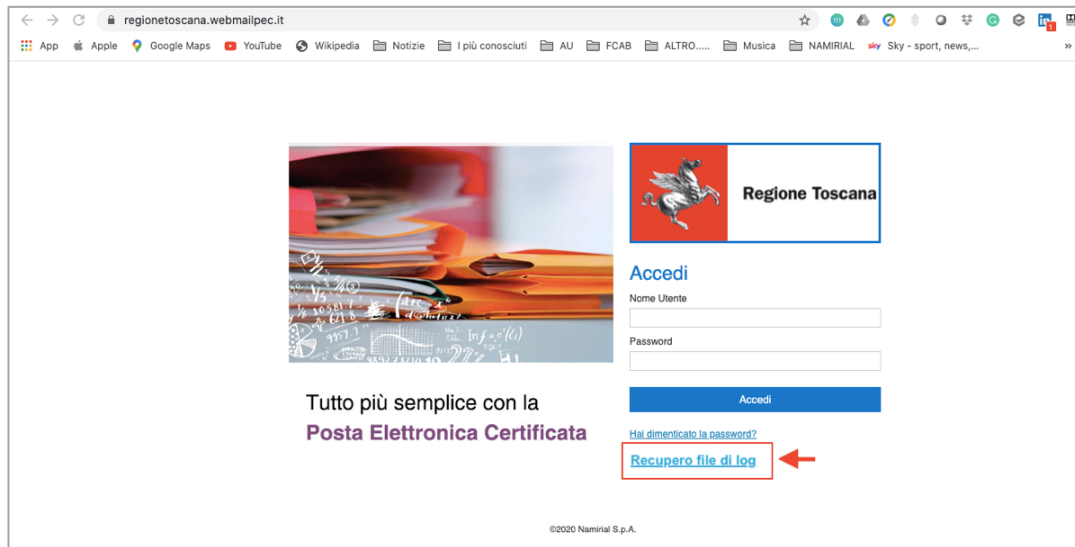 regionetoscana.webmailpec.it
App Apple Google Maps YouTube Wikipedia Notizie I più conosciuti AU FCAB ALTRO..... Musica NAMIRIAL sky Sky - sport, news,... »
Regione Toscana
Accedi
Nome Utente
Password
Accedi
Hai dimenticato la password?
Recupero file di log
Tutto più semplice con la
Posta Elettronica Certificata
©2020 Namirial S.p.A.